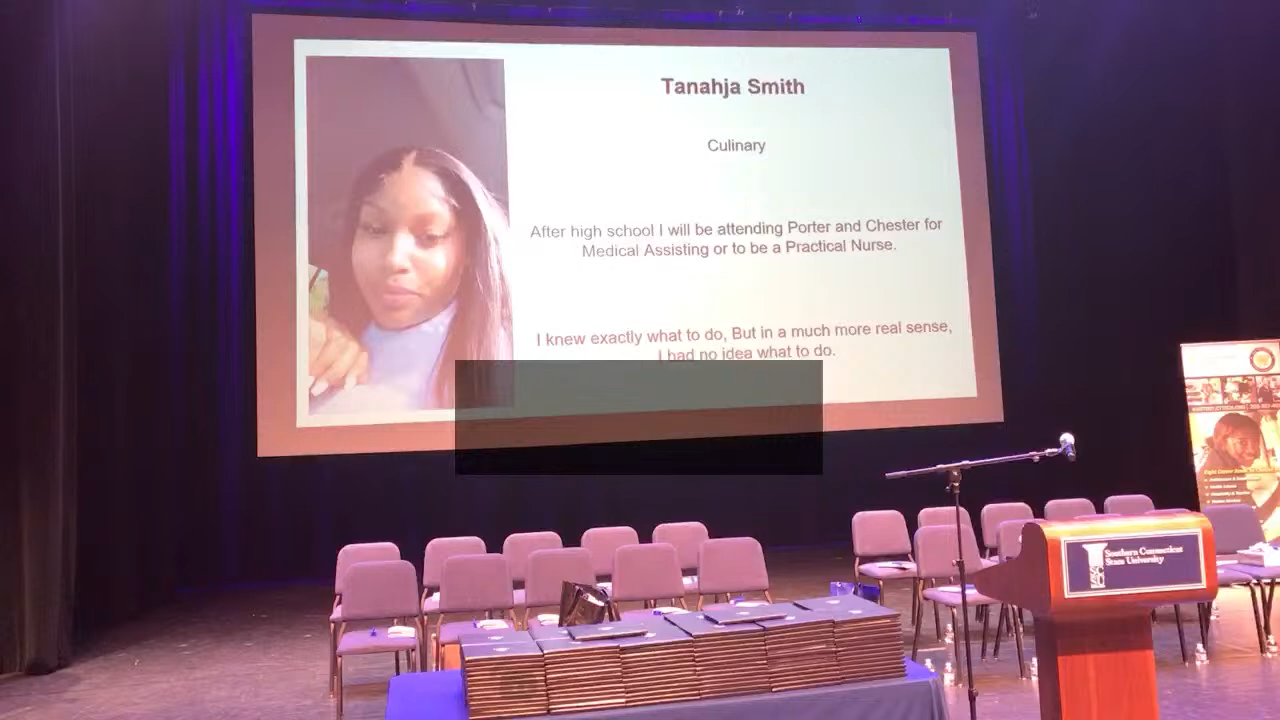 Tanahja Smith
Culinary
After high school I will be attending Porter and Chester for
Medical Assisting or to be a Practical Nurse.
I knew exactly what to do, But in a much more real sense,
I had no idea what to do.
Southern Connecticut
State University